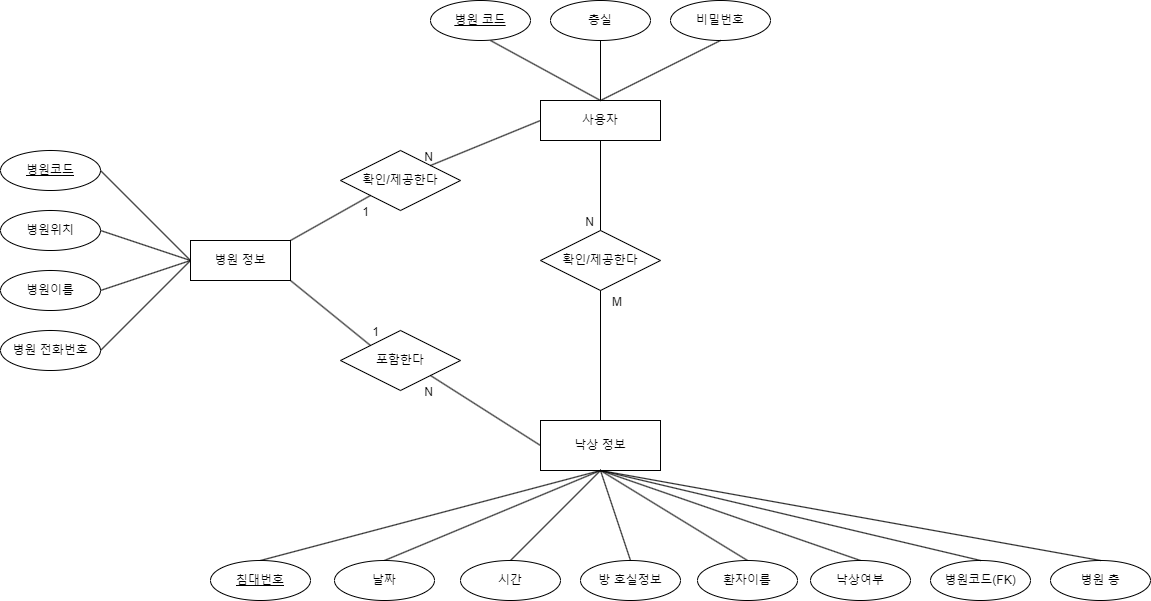 병원 코드
층실
비밀번호
사용자
N
확인/제공한다
1
병원코드
병원위치
병원이름
병원 전화번호
병원 정보
N
확인/제공한다
M
1
포함한다
N
낙상 정보
침대번호
날짜
시간
방 호실정보
환자이름
낙상여부
병원코드(FK)
병원 층